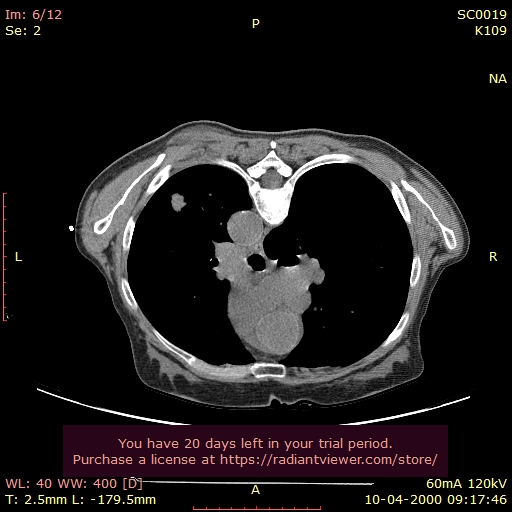 Im: 6/12
Se: 2
P
SC0019
K109
NA
L
R
You have 20 days left in your trial period.
Purchase a license at https://radiantviewer.com/store/
WL: 40 WW: 400 [D]
T: 2.5mm L: -179.5mm
A
60mA 120kV
10-04-2000 09:17:46